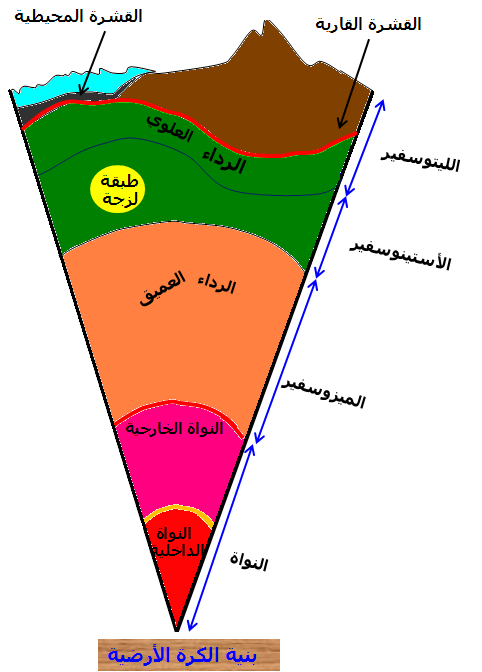 القشرة المحيطية
القشرة القارية
الرداء العلوي
الليتوسفير
طبقة
لزجة
الأستينوسفير
الرداء العميق
الميزوسفير
النواة الخارجية
النواة
الداخلية
النواة
بنية الكرة الأرضية